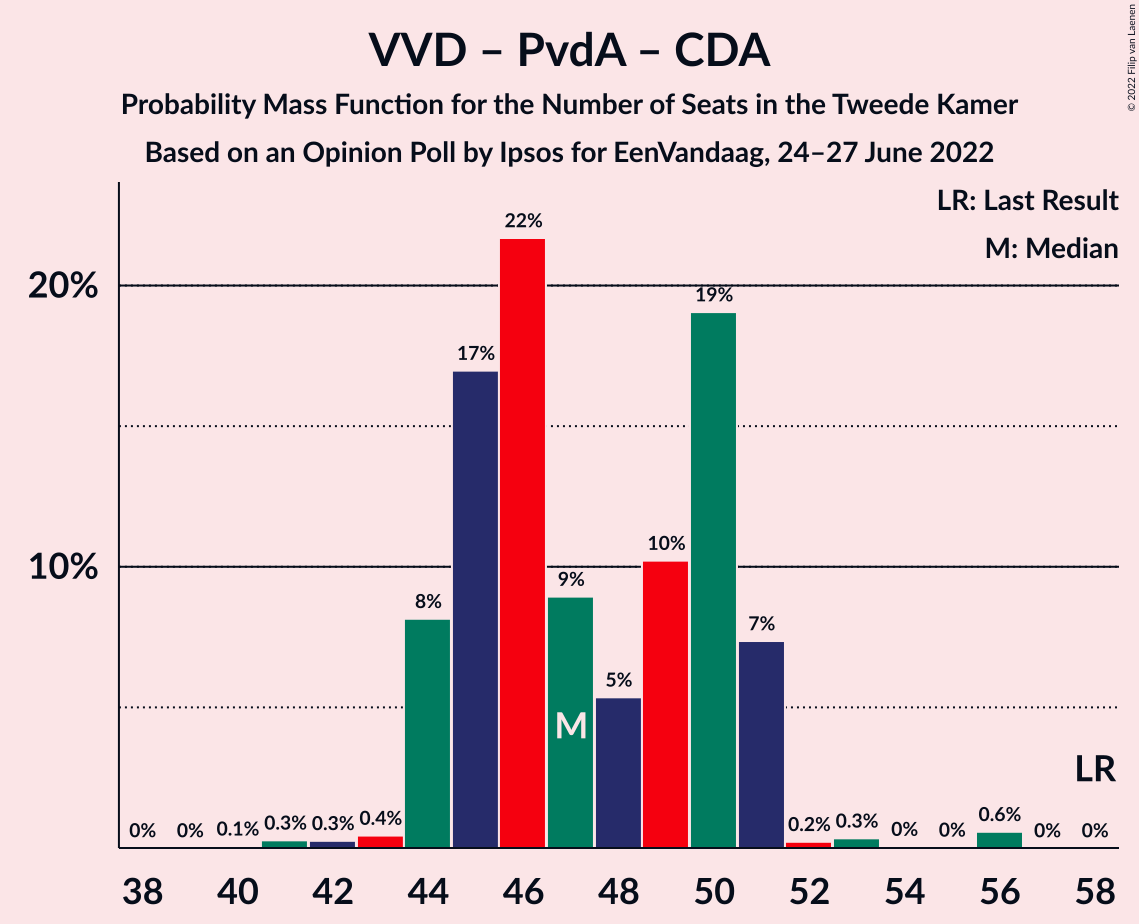 VVD – PvdA – CDA
Probability Mass Function for the Number of Seats in the Tweede Kamer
Based on an Opinion Poll by Ipsos for EenVandaag, 24–27 June 2022
© 2022 Filip van Laenen
LR: Last Result
M: Median
20%
10%
0%
0%
0.1%
0.3%
0.3%
0.4%
8%
17%
22%
9%
5%
10%
19%
7%
0.2%
0.3%
0%
0%
0.6%
0%
0%
M
LR
38 40 42 44 46 48 50 52 54 56 58